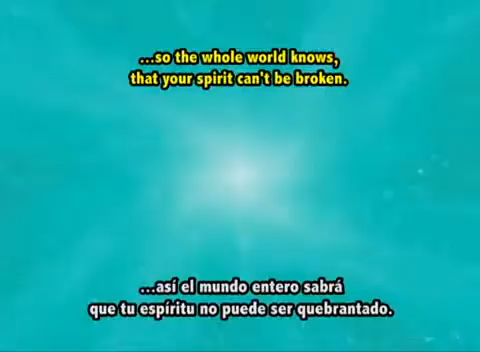 ...so the whole world knows,
that your spirit can't be broken.
...así el mundo entero sabrá
que tu espíritu no puede ser quebrantado.